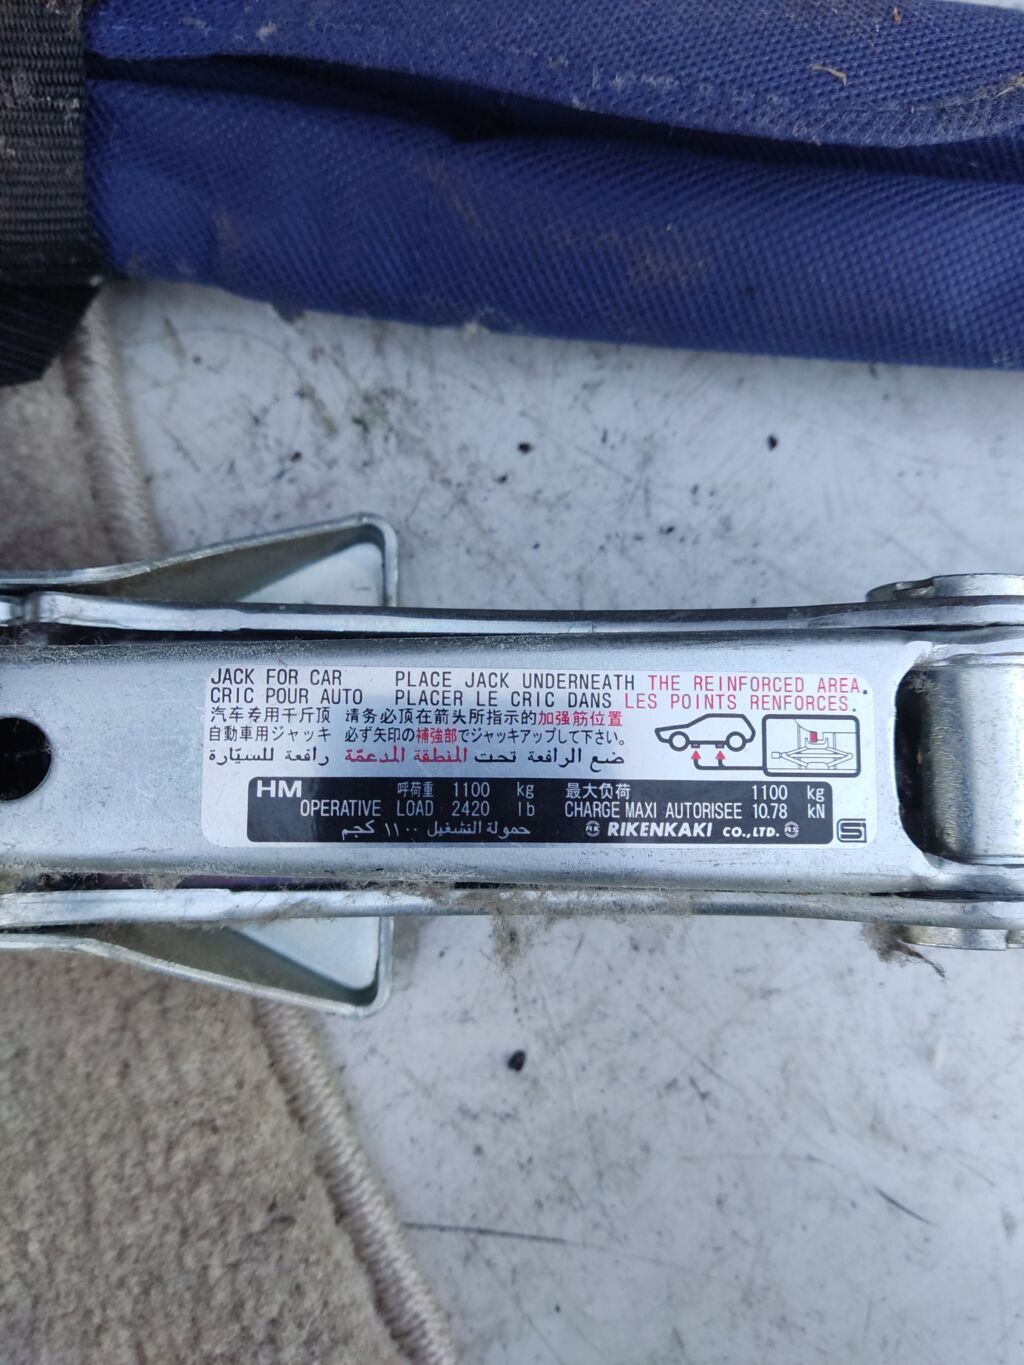 JACK FOR CAR PLACE JACK UNDERNEATH THE REINFORCED AREA.
CRIC POUR AUTO PLACER LE CRIC DANS LES POINTS RENFORCES.
汽车专用千斤顶 请务必顶在箭头所指示的加强筋位置
自動車用ジャッキ 必ず矢印の補強部でジャッキアップして下さい。
رافعة للسيّارة ضع الرافعة تحت المنطقة المدعمّة
HM 呼荷重 1100 kg 最大负荷 1100 kg
OPERATIVE LOAD 2420 lb CHARGE MAXI AUTORISEE 10.78 kN
حمولة التشغيل ١١٠٠ كجم RK RIKENKAKI CO.,LTD. RS